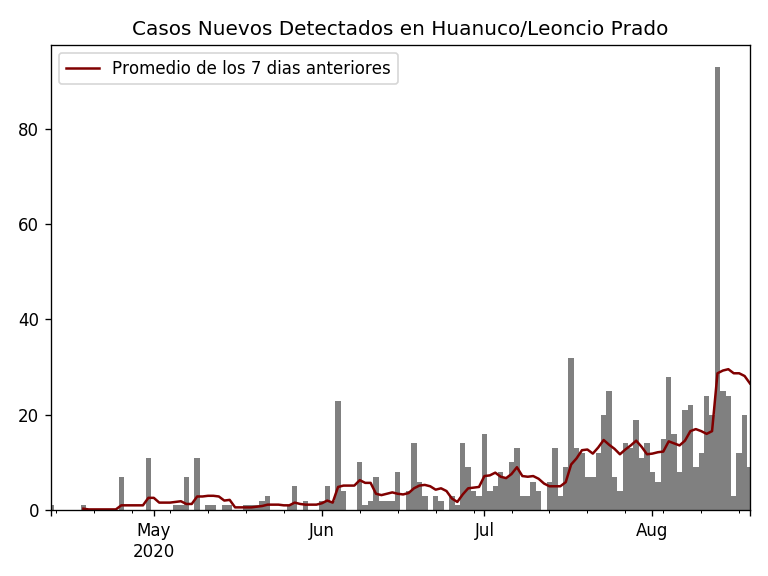 Casos Nuevos Detectados en Huanuco/Leoncio Prado
Promedio de los 7 dias anteriores
80
60
40
20
0
May Jun Jul Aug
2020